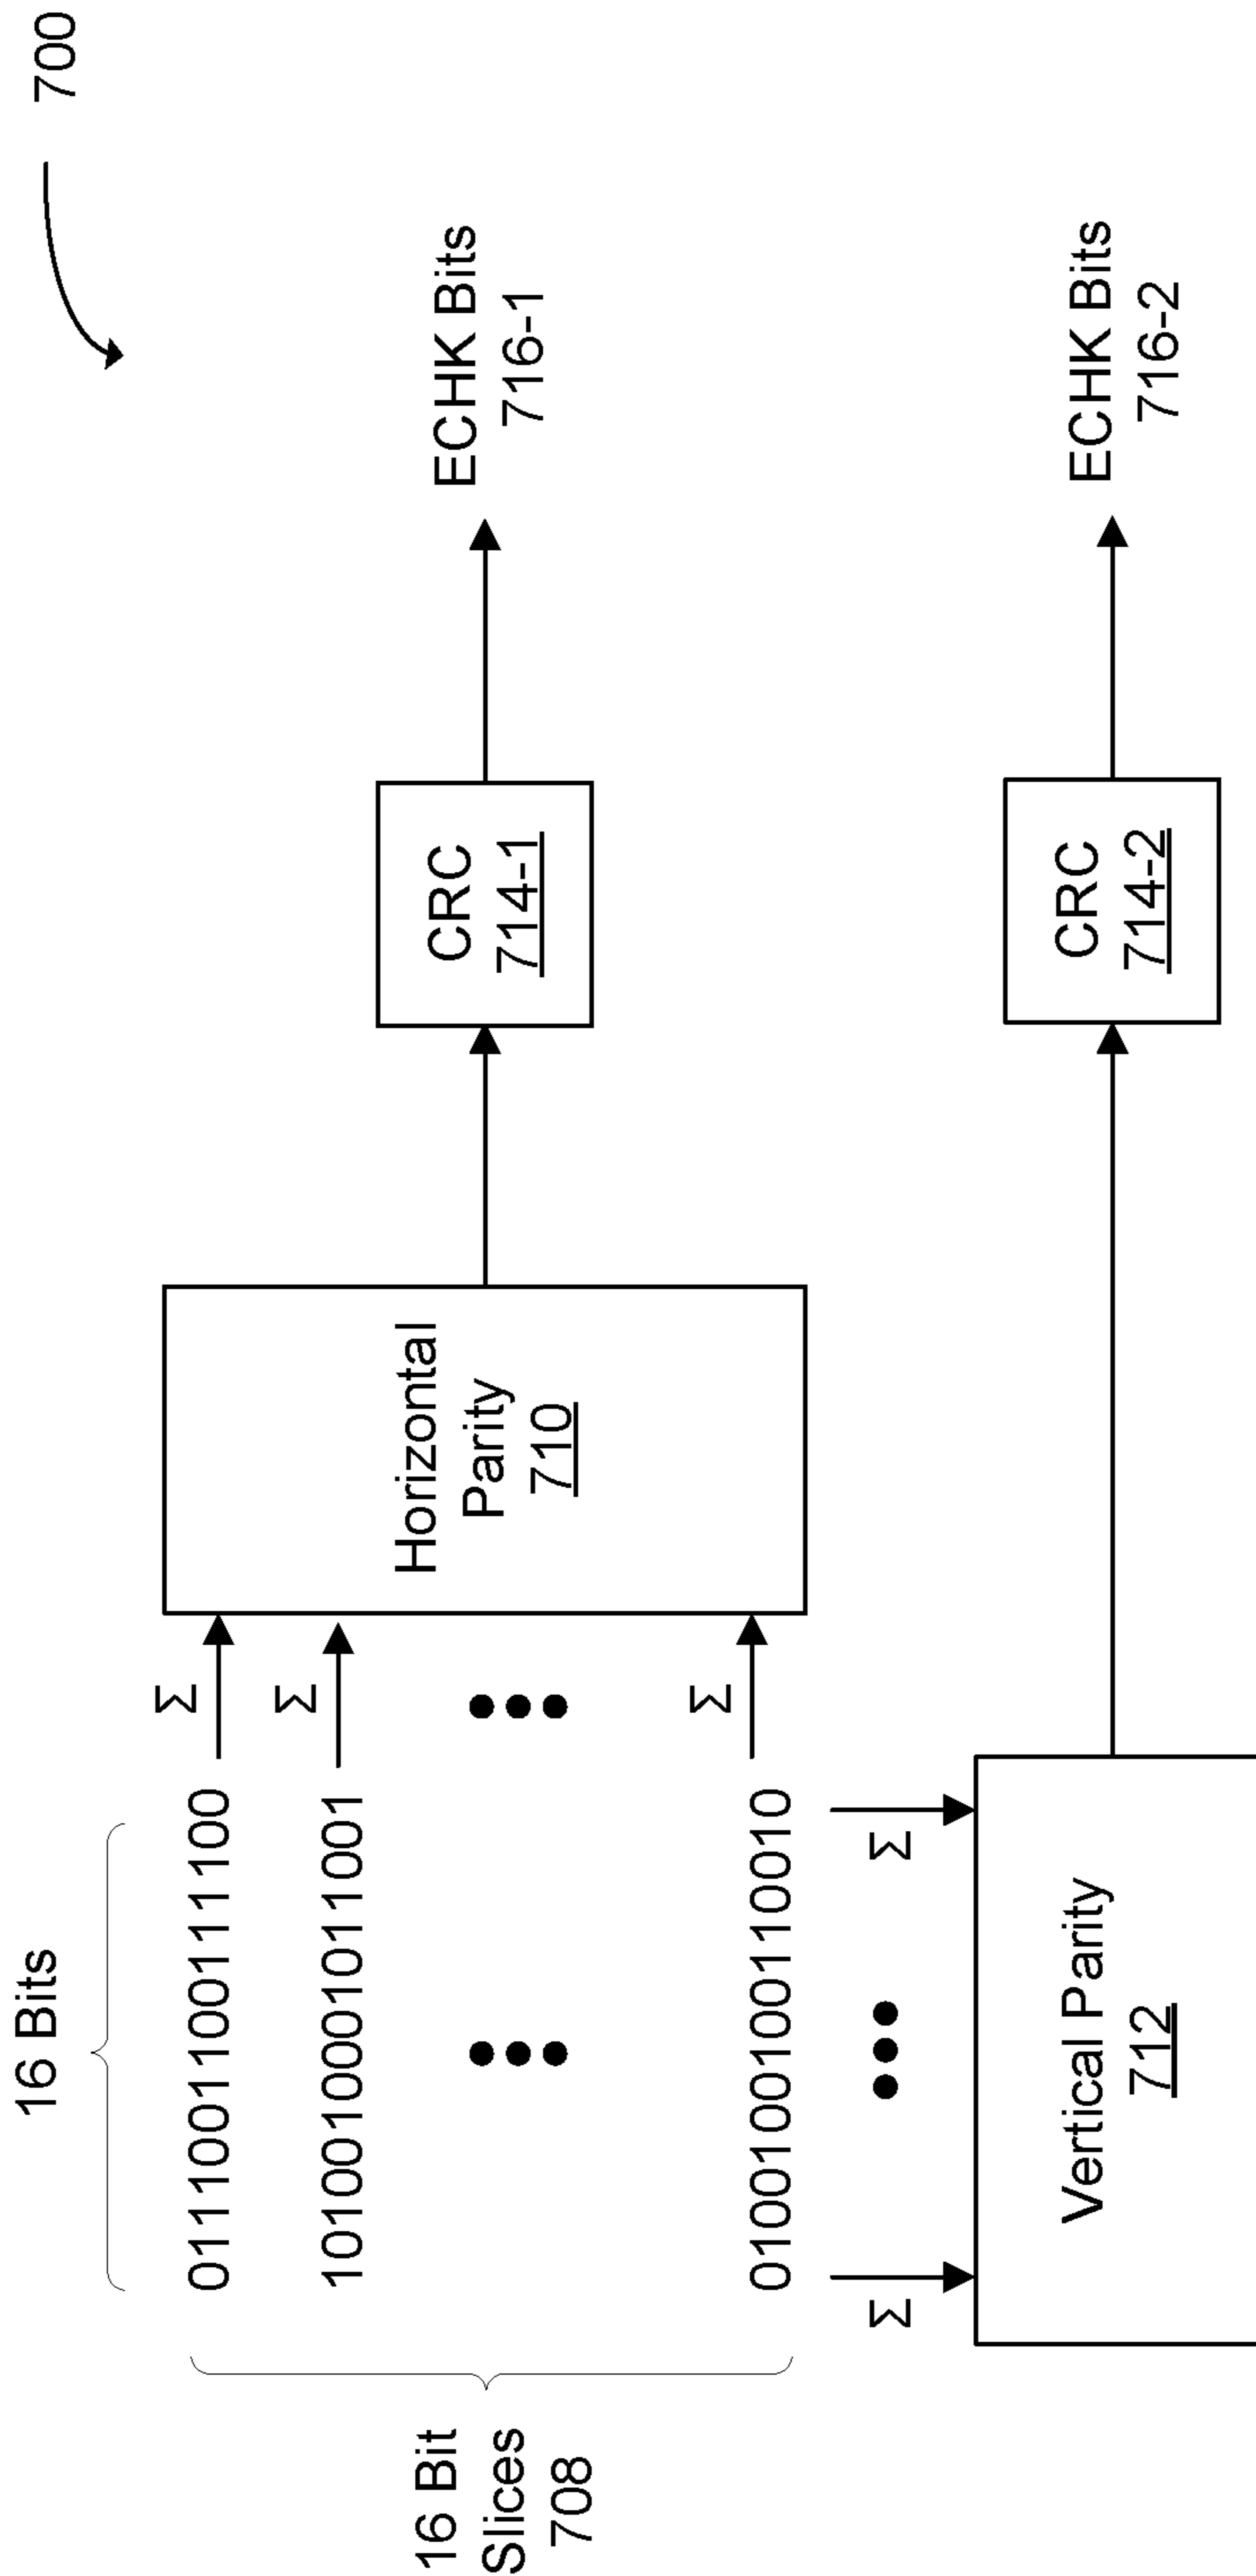 700
16 Bits
0111001100111100
Σ
1010010001011001
Σ
16 Bit
Slices
708
0100100100110010
Σ
Horizontal
Parity
710
CRC
714-1
ECHK Bits
716-1
Σ
Σ
Vertical Parity
712
CRC
714-2
ECHK Bits
716-2